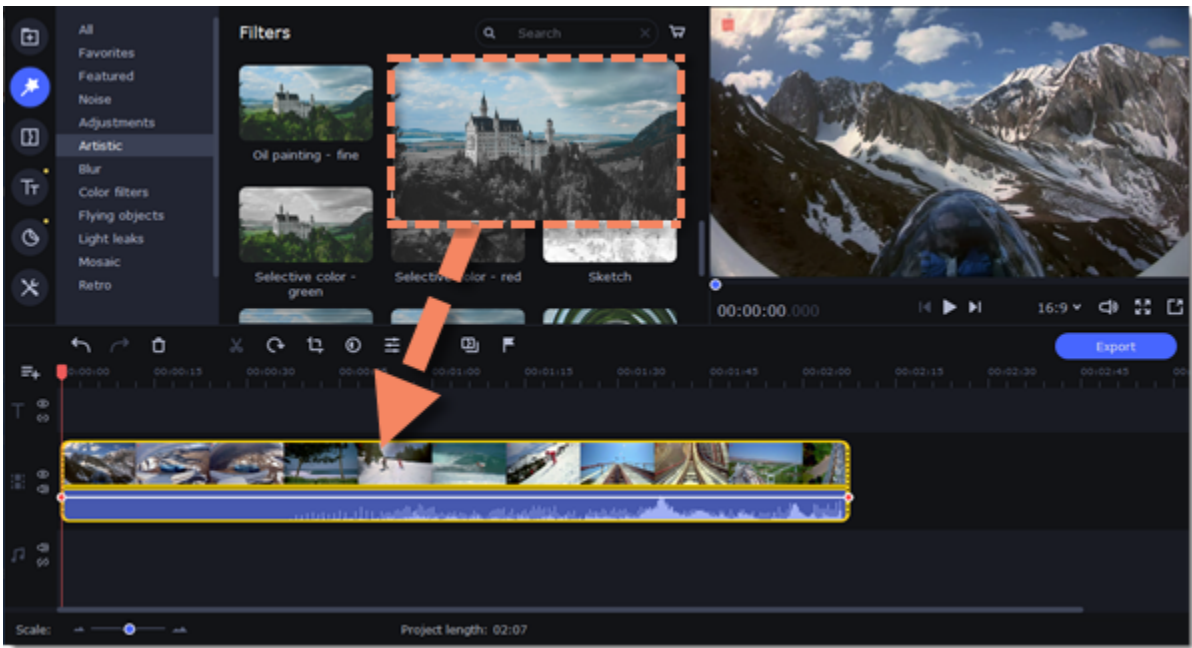 All
Favorites
Featured
Noise
Adjustments
Artistic
Blur
Color filters
Flying objects
Light leaks
Mosaic
Retro
Filters
Search
Oil painting - fine
Selective color -
green
Selective color - red
Sketch
00:00:00.000
16:9
Export
00:00:15 00:00:30 00:01:00 00:01:15 00:01:30 00:01:45 00:02:00 00:02:15 00:02:30 00:02:45
Scale:
Project length: 02:07